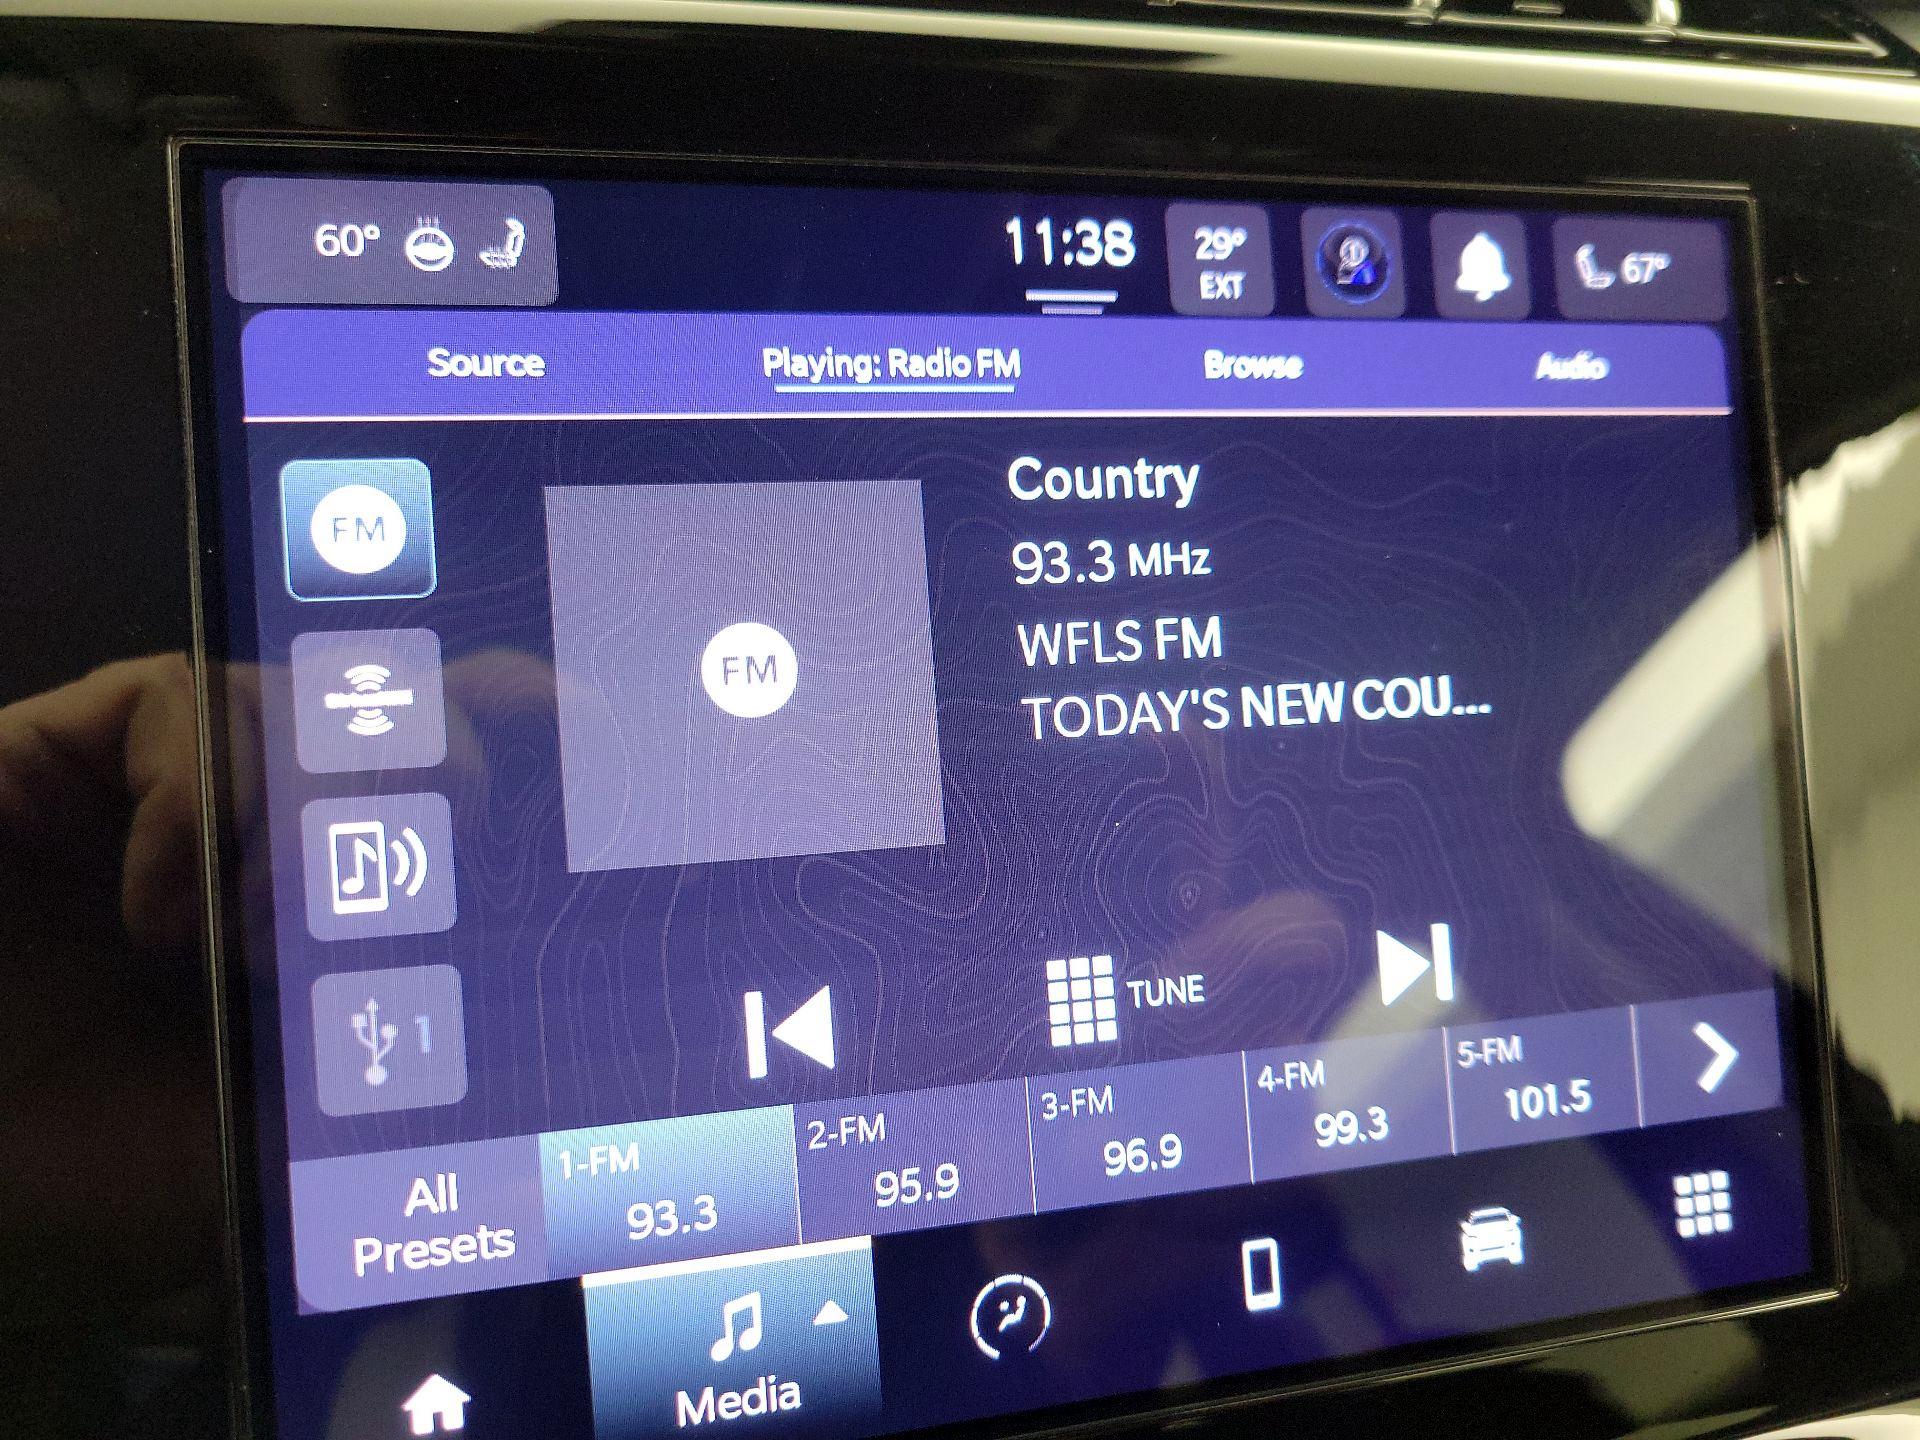 60°
11:38
29°
EXT
67°
Source
Playing: Radio FM
Browse
Audio
FM
FM
1
Country
93.3 MHz
WFLS FM
TODAY'S NEW COU...
TUNE
All
Presets
1-FM
93.3
2-FM
95.9
3-FM
96.9
4-FM
99.3
5-FM
101.5
Media